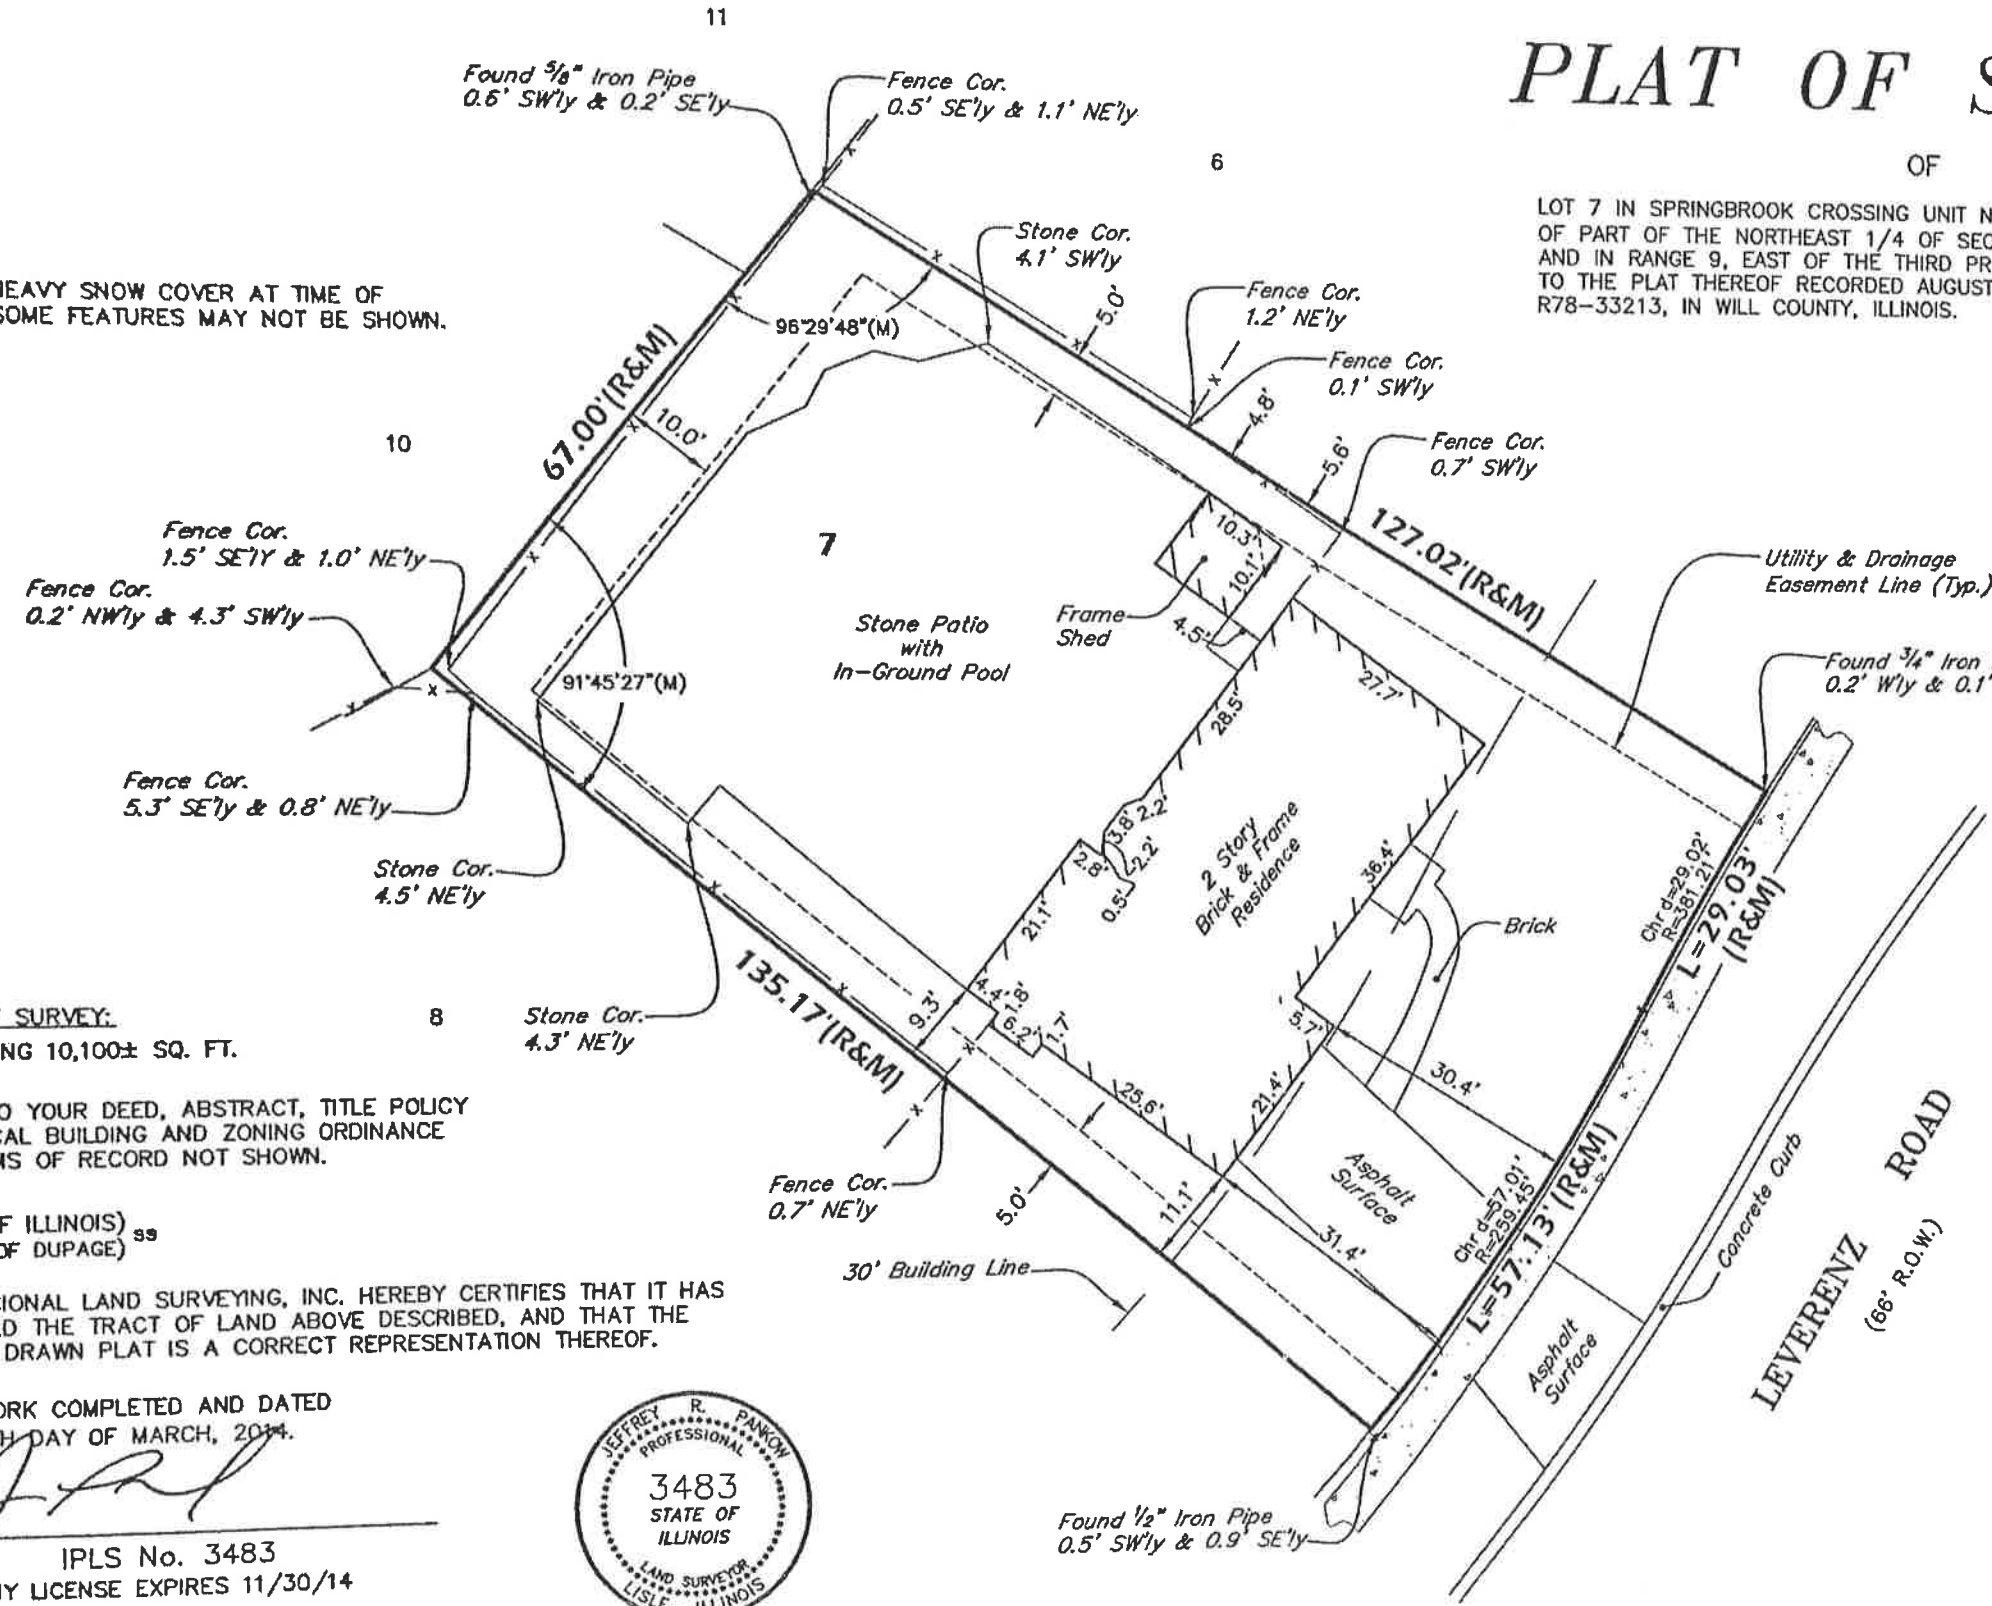 11
Found 5/8" Iron Pipe
0.6' SW'ly & 0.2' SE'ly
Fence Cor.
0.5' SE'ly & 1.1' NE'ly
PLAT OF S
OF
LOT 7 IN SPRINGBROOK CROSSING UNIT N
OF PART OF THE NORTHEAST 1/4 OF SEC
AND IN RANGE 9, EAST OF THE THIRD PR
TO THE PLAT THEREOF RECORDED AUGUST
R78-33213, IN WILL COUNTY, ILLINOIS.
6
Stone Cor.
4.1' SW'ly
HEAVY SNOW COVER AT TIME OF
SOME FEATURES MAY NOT BE SHOWN.
96°29'48"(M)
5.0'
Fence Cor.
1.2' NE'ly
Fence Cor.
0.1' SW'ly
67.00'(R&M)
10.0'
4.8'
5.6'
Fence Cor.
0.7' SW'ly
10
127.02'(R&M)
Fence Cor.
1.5' SE'lY & 1.0' NE'ly
Fence Cor.
0.2' NW'ly & 4.3' SW'ly
7
10.3'
10.1'
4.5'
Frame
Shed
Stone Patio
with
In-Ground Pool
Utility & Drainage
Easement Line (Typ.)
Found 3/4" Iron
0.2' W'ly & 0.1'
91°45'27"(M)
27.7'
28.5'
Fence Cor.
5.3' SE'ly & 0.8' NE'ly
Stone Cor.
4.5' NE'ly
3.8'
2.2'
2.2'
2.8'
0.5'
2 Story
Brick & Frame
Residence
36.4'
21.1'
Brick
Chrd=29.02'
R=381.21'
L=29.03'
(R&M)
135.17'(R&M)
9.3'
4.4'
1.8'
6.2'
1.7'
5.7'
30.4'
SURVEY:
NG 10,100± SQ. FT.
8
Stone Cor.
4.3' NE'ly
25.6'
21.4'
O YOUR DEED, ABSTRACT, TITLE POLICY
CAL BUILDING AND ZONING ORDINANCE
NS OF RECORD NOT SHOWN.
Fence Cor.
0.7' NE'ly
5.0'
11.1'
Asphalt
Surface
31.4'
Chrd=57.01'
R=259.45'
L=57.13' (R&M)
Concrete Curb
LEVERENZ ROAD
(66' R.O.W.)
F ILLINOIS)
SS
OF DUPAGE)
30' Building Line
Asphalt
Surface
SIONAL LAND SURVEYING, INC. HEREBY CERTIFIES THAT IT HAS
D THE TRACT OF LAND ABOVE DESCRIBED, AND THAT THE
DRAWN PLAT IS A CORRECT REPRESENTATION THEREOF.
ORK COMPLETED AND DATED
H DAY OF MARCH, 2014.
JEFFREY R. PANKOW
PROFESSIONAL
3483
STATE OF
ILLINOIS
LAND SURVEYOR
LISLE ILLINOIS
Found 1/2" Iron Pipe
0.5' SW'ly & 0.9' SE'ly
IPLS No. 3483
MY LICENSE EXPIRES 11/30/14